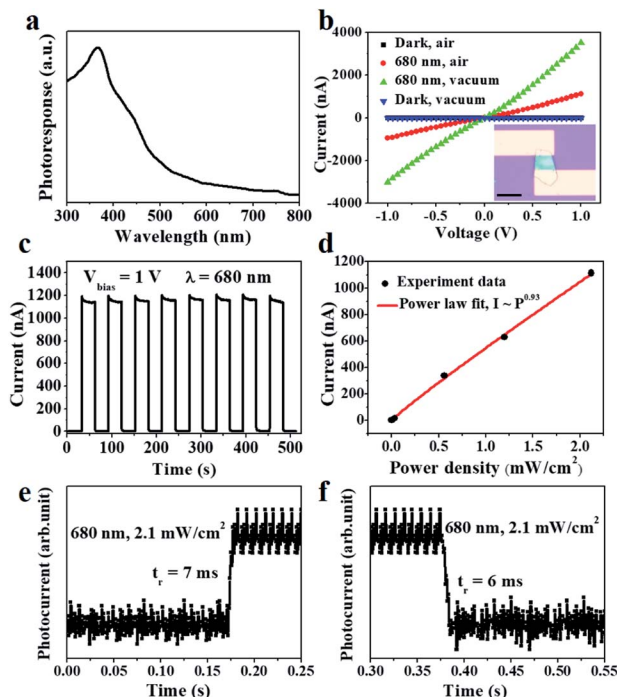 a
Photoresponse (a.u.)
300 400 500 600 700 800
Wavelength (nm)
b
Dark, air
680 nm, air
680 nm, vacuum
Dark, vacuum
4000
2000
0
-2000
-4000
Current (nA)
-1.0 -0.5 0.0 0.5 1.0
Voltage (V)
c
V_bias = 1 V λ = 680 nm
1400
1200
1000
800
600
400
200
0
Current (nA)
0 100 200 300 400 500
Time (s)
d
Experiment data
Power law fit, I ~ P^0.93
1200
1000
800
600
400
200
0
Current (nA)
0.0 0.5 1.0 1.5 2.0
Power density (mW/cm²)
e
680 nm, 2.1 mW/cm²
t_r = 7 ms
Photocurrent (arb.unit)
0.00 0.05 0.10 0.15 0.20 0.25
Time (s)
f
680 nm, 2.1 mW/cm²
t_r = 6 ms
Photocurrent (arb.unit)
0.30 0.35 0.40 0.45 0.50 0.55
Time (s)